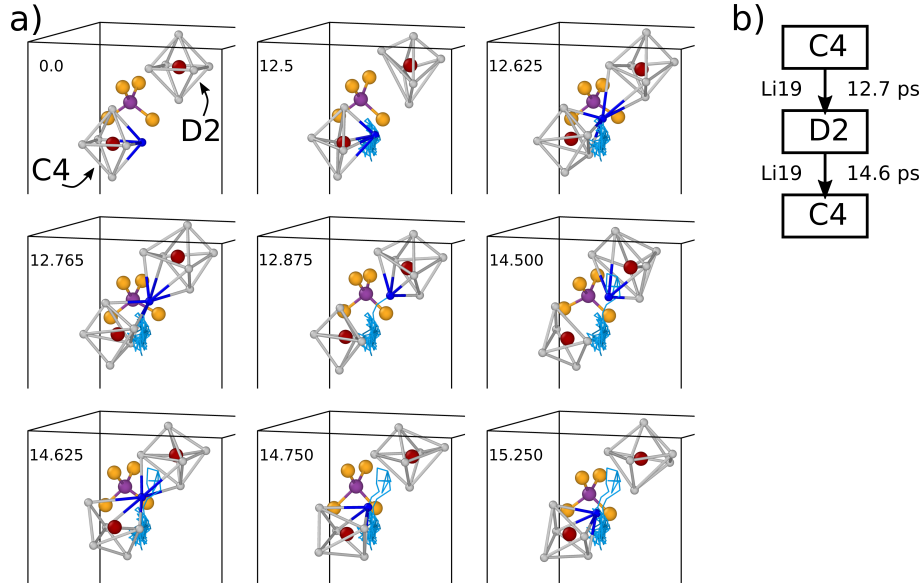 a)
0.0
D2
C4
12.5
12.625
12.765
12.875
14.500
14.625
14.750
15.250
b)
C4
Li19 12.7 ps
D2
Li19 14.6 ps
C4